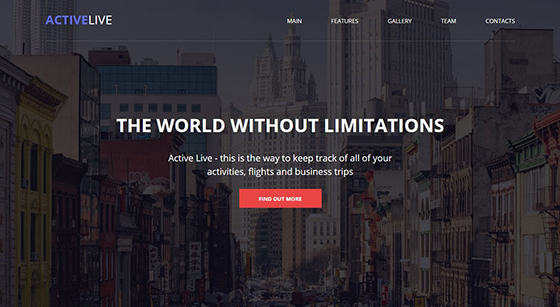 ACTIVELIVE
MAIN FEATURES GALLERY TEAM CONTACTS
THE WORLD WITHOUT LIMITATIONS
Active Live - this is the way to keep track of all of your
activities, flights and business trips
FIND OUT MORE